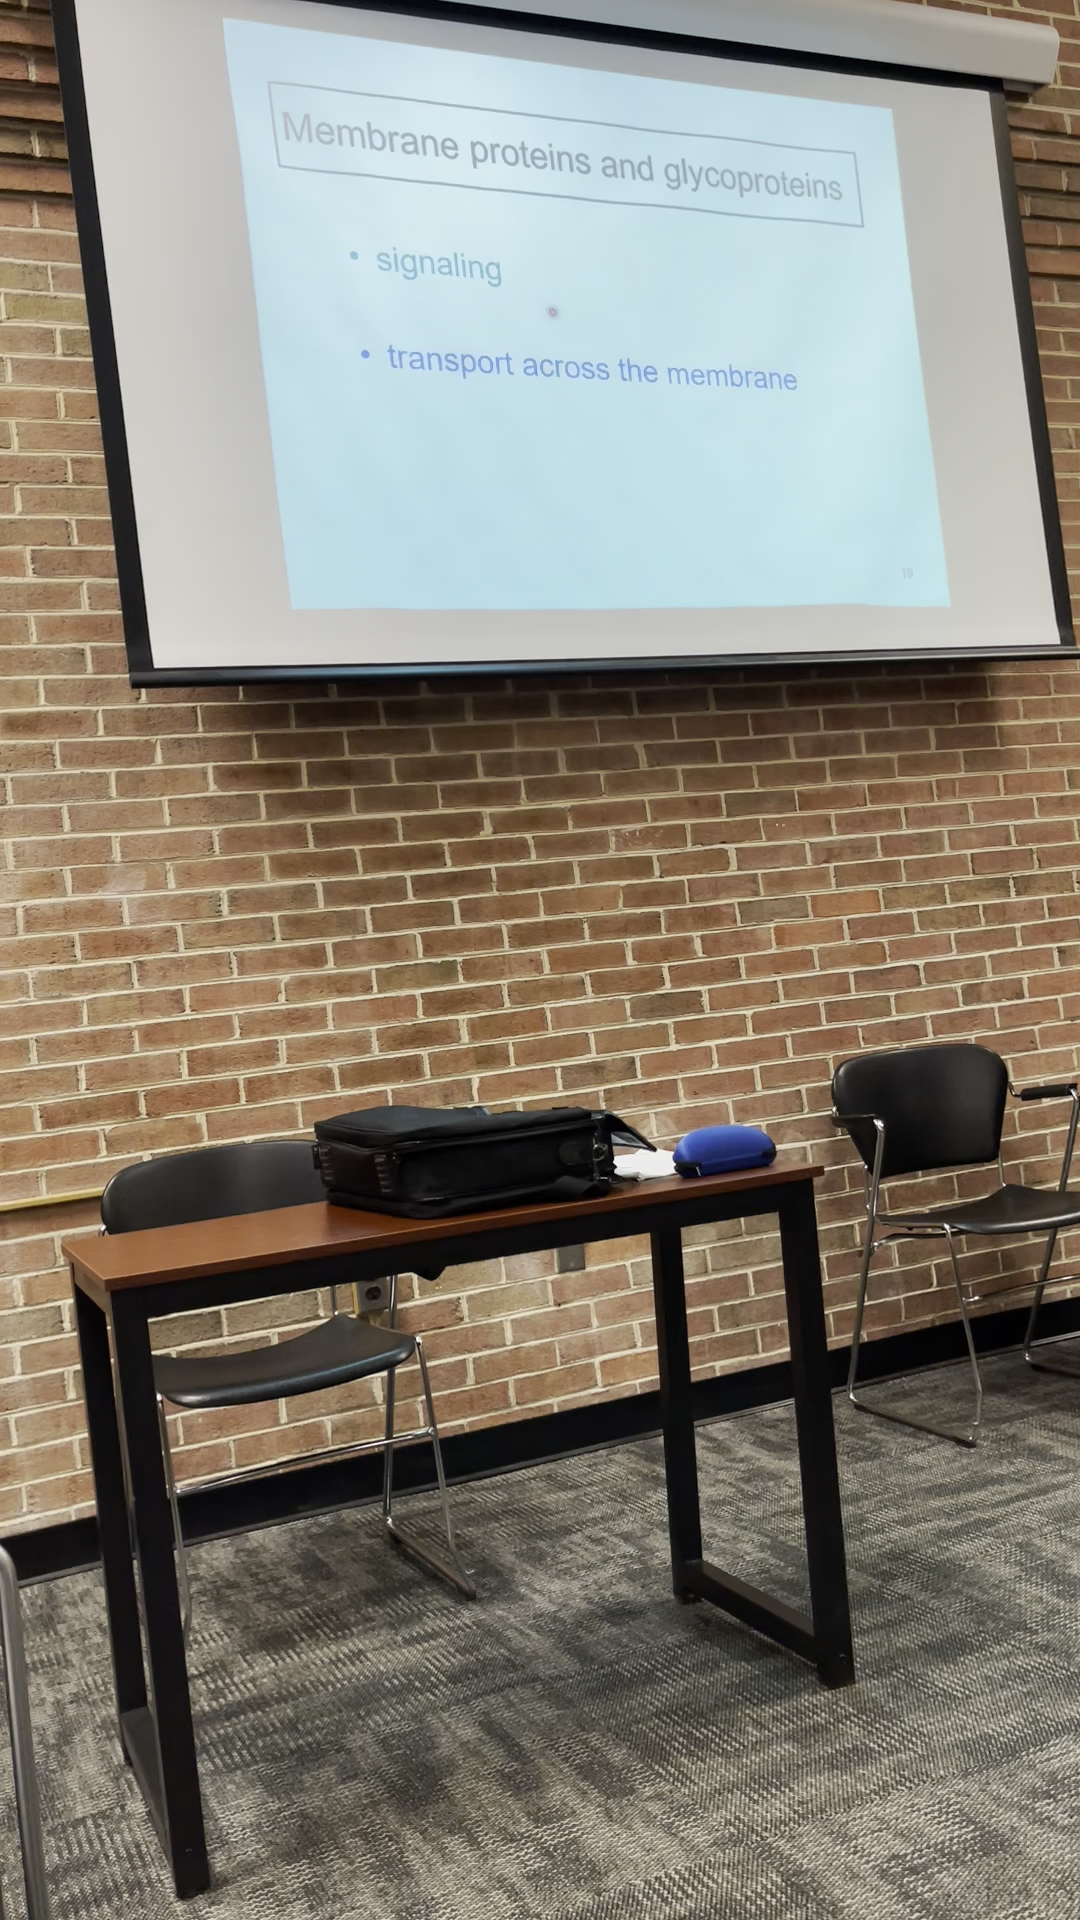 Membrane proteins and glycoproteins
• signaling
• transport across the membrane
19